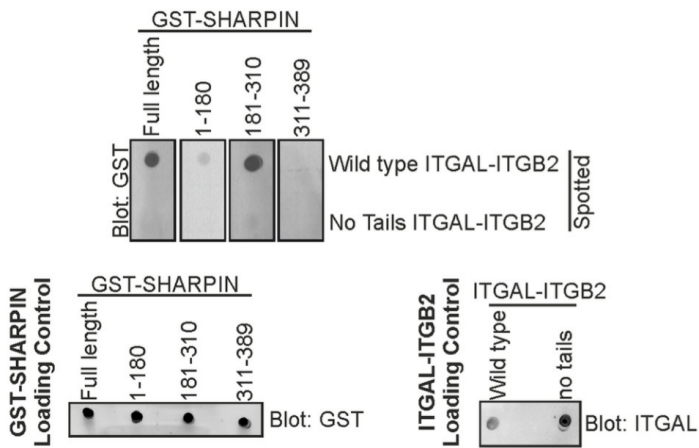 GST-SHARPIN
Full length
1-180
181-310
311-389
Blot: GST
Wild type ITGAL-ITGB2
No Tails ITGAL-ITGB2
Spotted
GST-SHARPIN
Loading Control
GST-SHARPIN
Full length
1-180
181-310
311-389
Blot: GST
ITGAL-ITGB2
Loading Control
ITGAL-ITGB2
Wild type
no tails
Blot: ITGAL